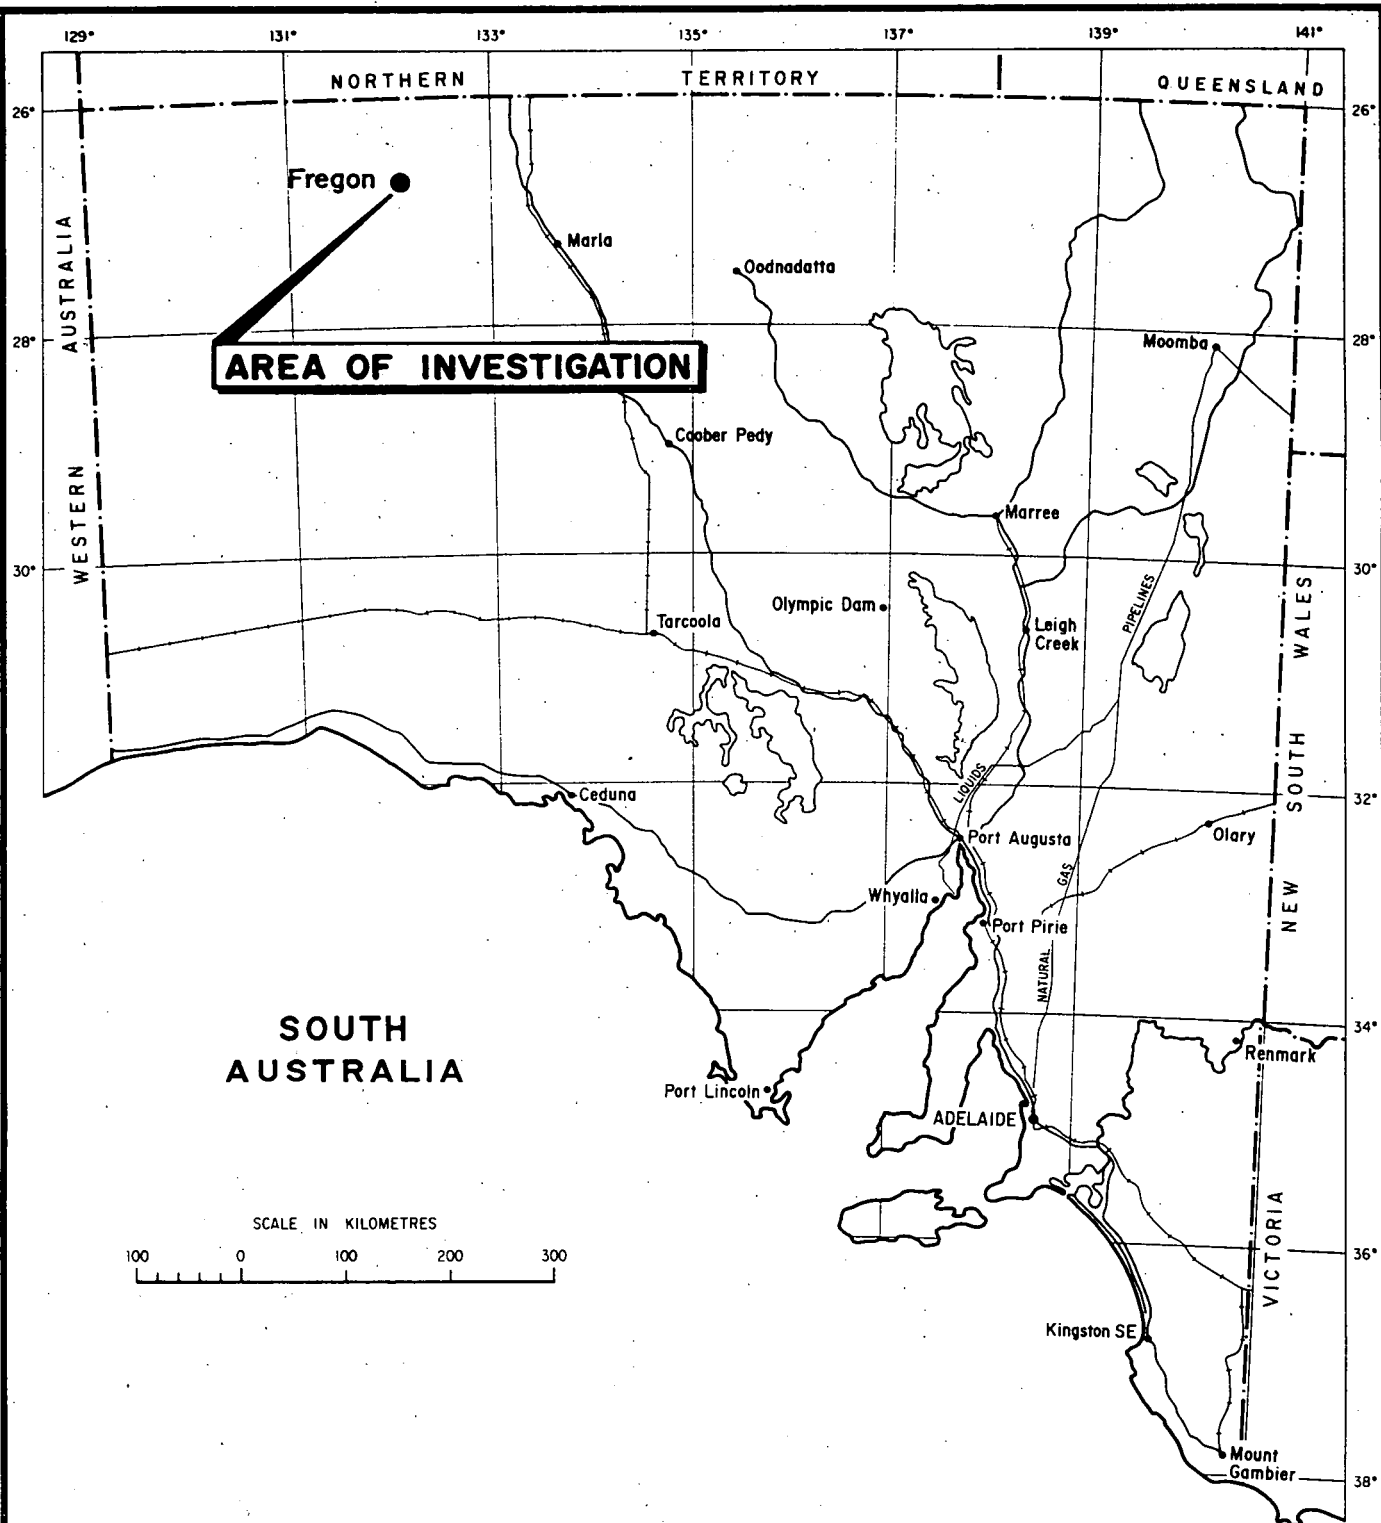 129° 131° 133° 135° 137° 139° 141°
NORTHERN TERRITORY QUEENSLAND
26° 26°
Fregon
Marla
Oodnadatta
WESTERN AUSTRALIA
28° 28°
Moomba
AREA OF INVESTIGATION
Coober Pedy
Marree
30° 30°
Olympic Dam
PIPELINES
Tarcoola
Leigh
Creek
NEW SOUTH WALES
LIQUIDS
Ceduna
32° 32°
Port Augusta
Olary
GAS
Whyalla
Port Pirie
NATURAL
SOUTH
AUSTRALIA
34°
Renmark
Port Lincoln
ADELAIDE
SCALE IN KILOMETRES
100 0 100 200 300
VICTORIA
36°
Kingston SE
Mount
Gambier
38°